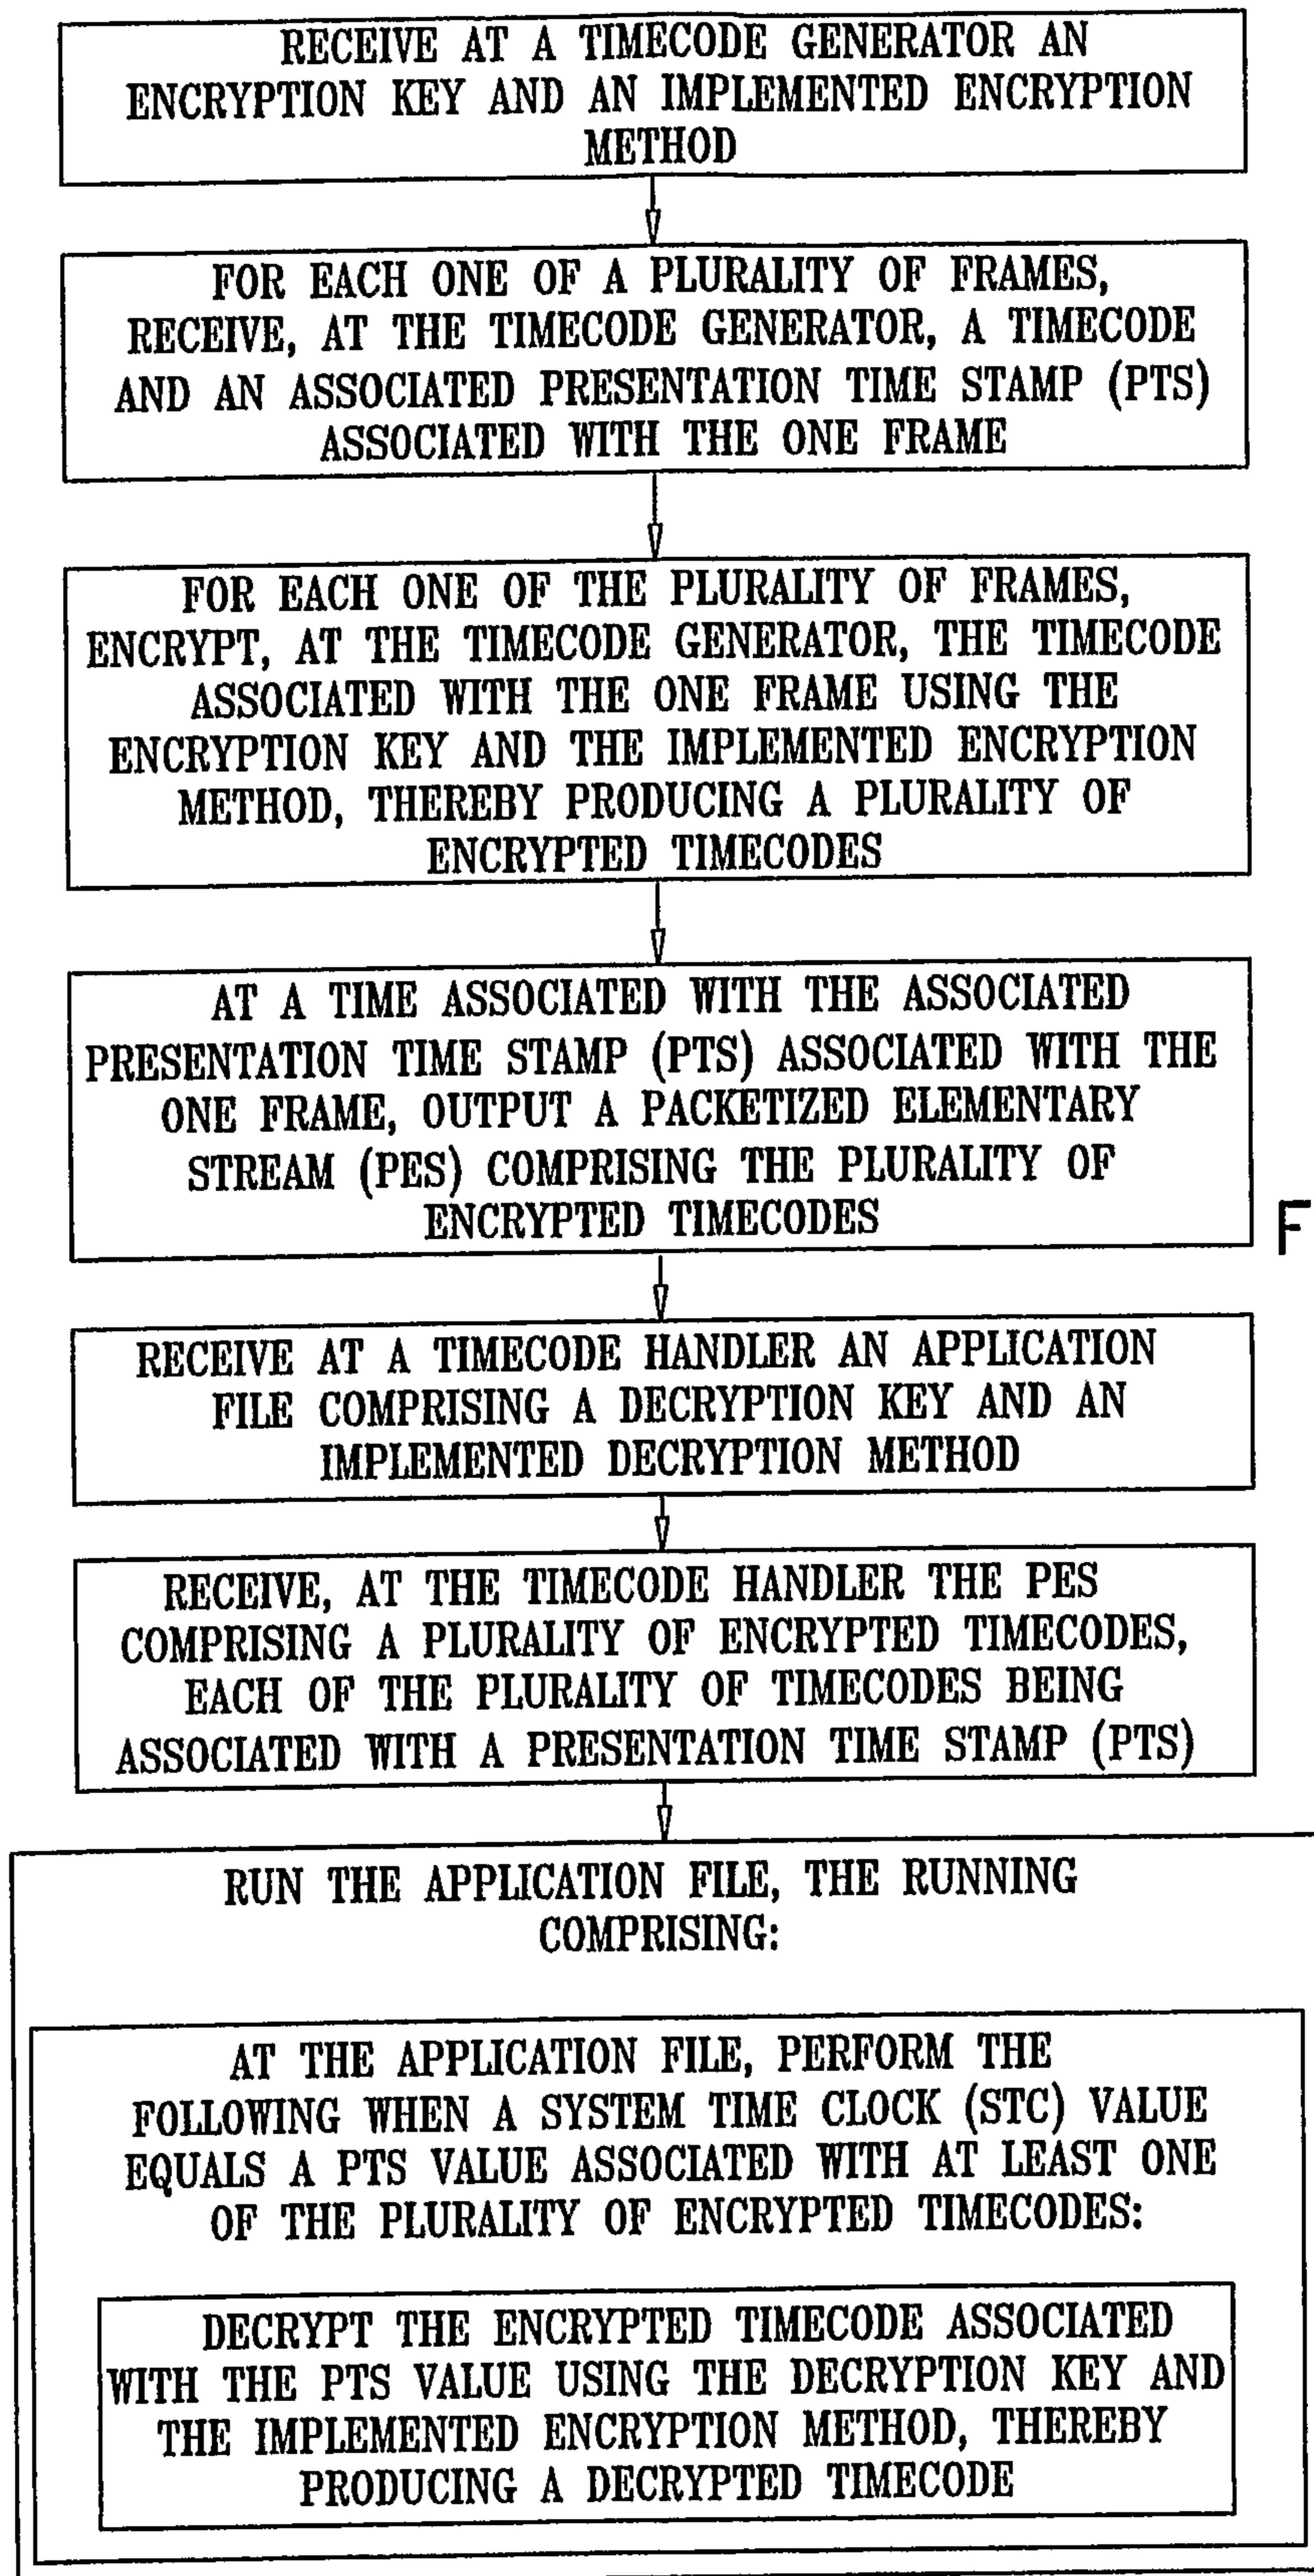 RECEIVE AT A TIMECODE GENERATOR AN
ENCRYPTION KEY AND AN IMPLEMENTED ENCRYPTION
METHOD
FOR EACH ONE OF A PLURALITY OF FRAMES,
RECEIVE, AT THE TIMECODE GENERATOR, A TIMECODE
AND AN ASSOCIATED PRESENTATION TIME STAMP (PTS)
ASSOCIATED WITH THE ONE FRAME
FOR EACH ONE OF THE PLURALITY OF FRAMES,
ENCRYPT, AT THE TIMECODE GENERATOR, THE TIMECODE
ASSOCIATED WITH THE ONE FRAME USING THE
ENCRYPTION KEY AND THE IMPLEMENTED ENCRYPTION
METHOD, THEREBY PRODUCING A PLURALITY OF
ENCRYPTED TIMECODES
AT A TIME ASSOCIATED WITH THE ASSOCIATED
PRESENTATION TIME STAMP (PTS) ASSOCIATED WITH THE
ONE FRAME, OUTPUT A PACKETIZED ELEMENTARY
STREAM (PES) COMPRISING THE PLURALITY OF
ENCRYPTED TIMECODES
F
RECEIVE AT A TIMECODE HANDLER AN APPLICATION
FILE COMPRISING A DECRYPTION KEY AND AN
IMPLEMENTED DECRYPTION METHOD
RECEIVE, AT THE TIMECODE HANDLER THE PES
COMPRISING A PLURALITY OF ENCRYPTED TIMECODES,
EACH OF THE PLURALITY OF TIMECODES BEING
ASSOCIATED WITH A PRESENTATION TIME STAMP (PTS)
RUN THE APPLICATION FILE, THE RUNNING
COMPRISING:
AT THE APPLICATION FILE, PERFORM THE
FOLLOWING WHEN A SYSTEM TIME CLOCK (STC) VALUE
EQUALS A PTS VALUE ASSOCIATED WITH AT LEAST ONE
OF THE PLURALITY OF ENCRYPTED TIMECODES:
DECRYPT THE ENCRYPTED TIMECODE ASSOCIATED
WITH THE PTS VALUE USING THE DECRYPTION KEY AND
THE IMPLEMENTED ENCRYPTION METHOD, THEREBY
PRODUCING A DECRYPTED TIMECODE